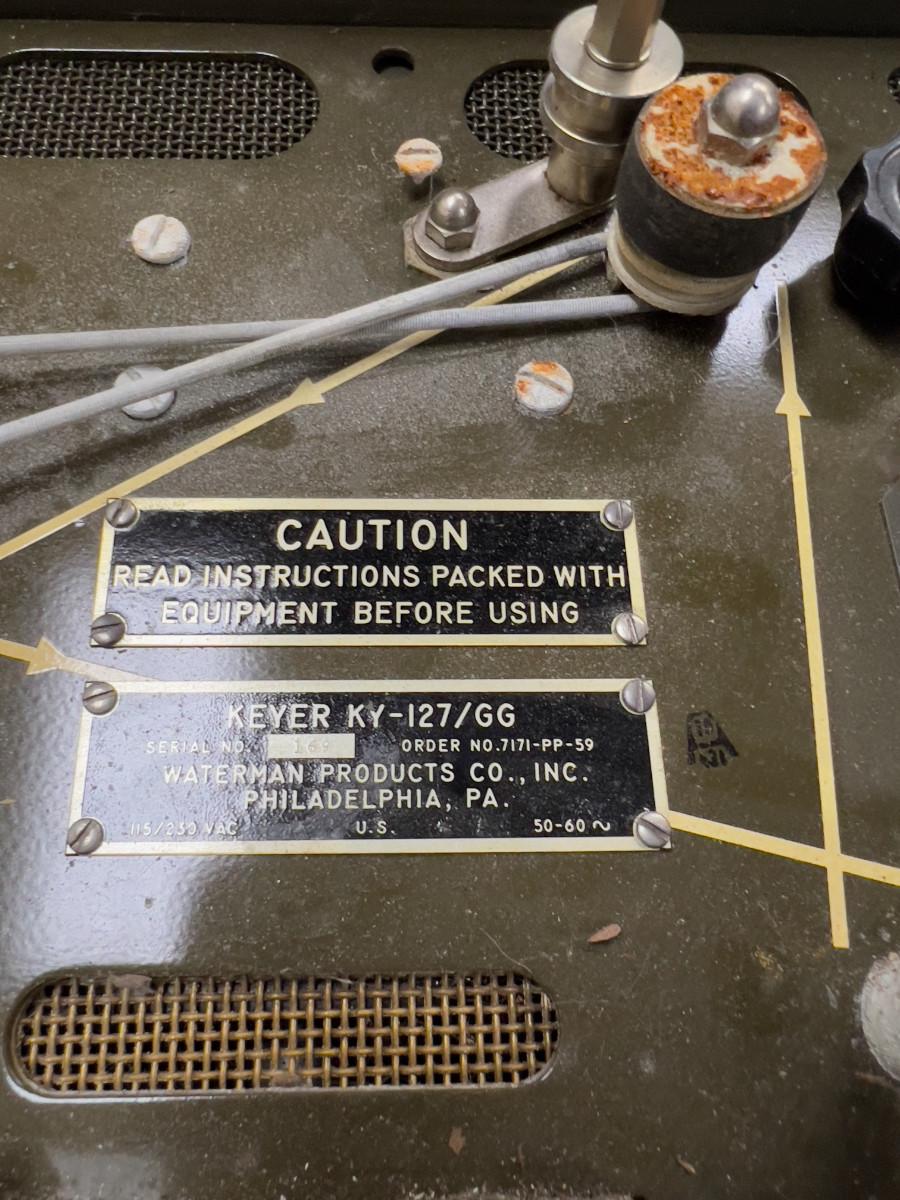 CAUTION
READ INSTRUCTIONS PACKED WITH
EQUIPMENT BEFORE USING
KEYER KY-127/GG
SERIAL NO. 169 ORDER NO. 7171-PP-59
WATERMAN PRODUCTS CO., INC.
PHILADELPHIA, PA.
115/230 VAC U.S. 50-60 ~